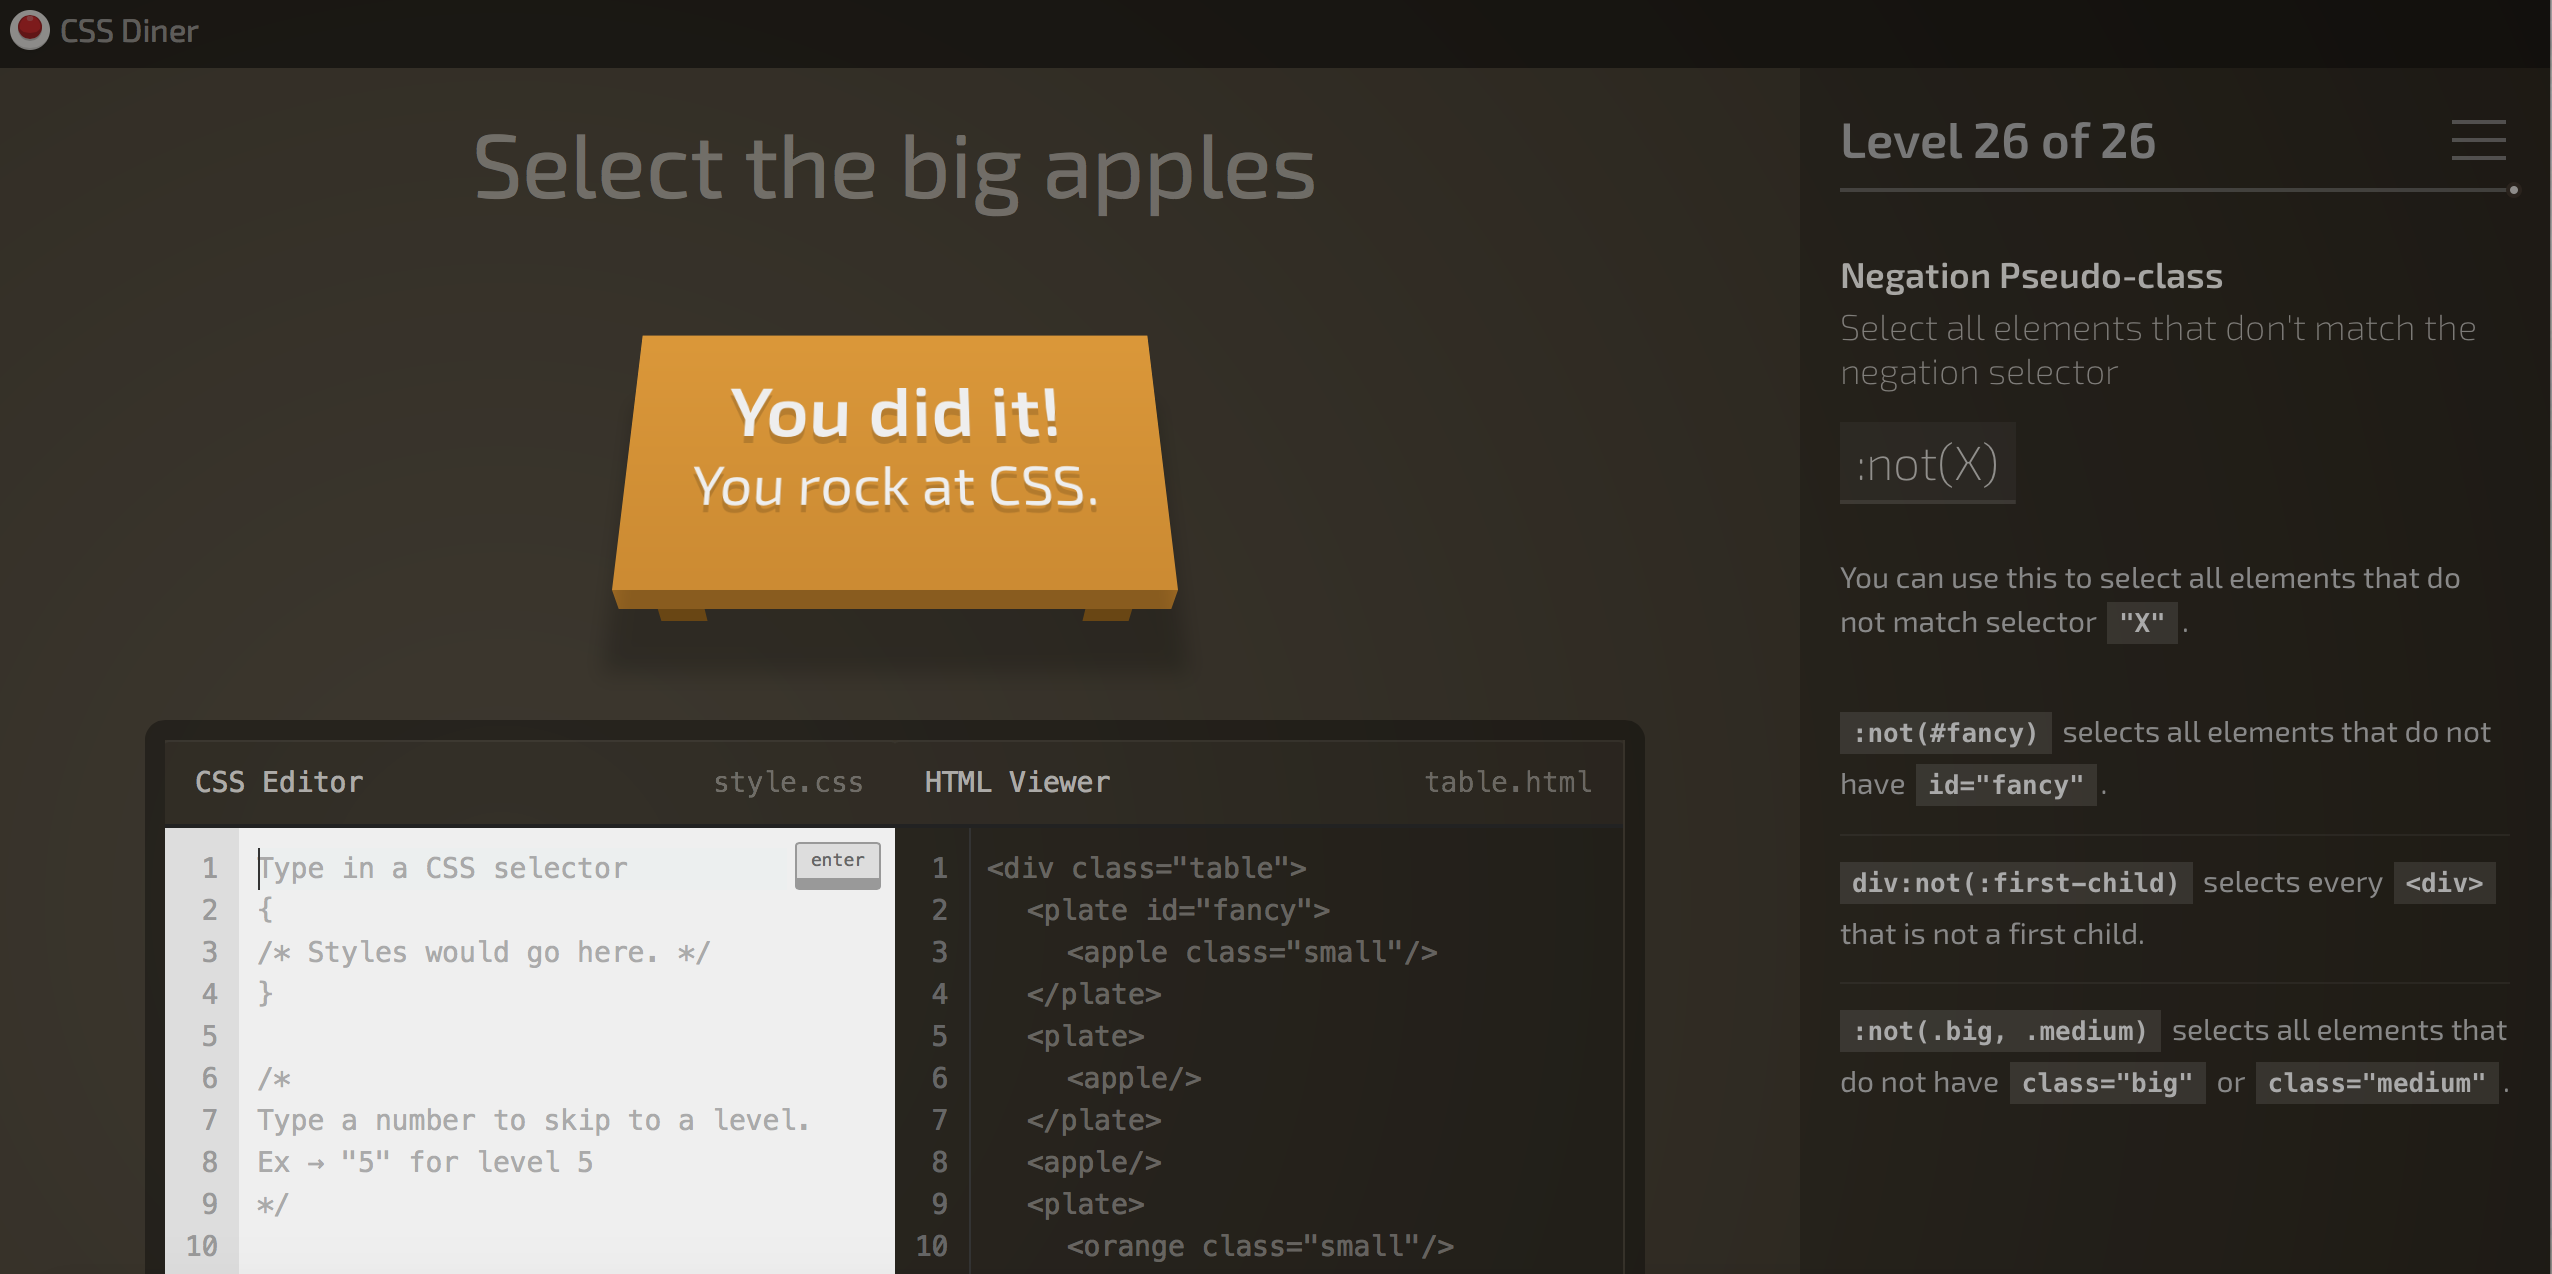 CSS Diner
Select the big apples
You did it!
You rock at CSS.
CSS Editor style.css
1 Type in a CSS selector enter
2 {
3 /* Styles would go here. */
4 }
5
6 /*
7 Type a number to skip to a level.
8 Ex → "5" for level 5
9 */
10
HTML Viewer table.html
1 <div class="table">
2 <plate id="fancy">
3 <apple class="small"/>
4 </plate>
5 <plate>
6 <apple/>
7 </plate>
8 <apple/>
9 <plate>
10 <orange class="small"/>
Level 26 of 26
Negation Pseudo-class
Select all elements that don't match the
negation selector
:not(X)
You can use this to select all elements that do
not match selector "X" .
:not(#fancy) selects all elements that do not
have id="fancy" .
div:not(:first-child) selects every <div>
that is not a first child.
:not(.big, .medium) selects all elements that
do not have class="big" or class="medium" .